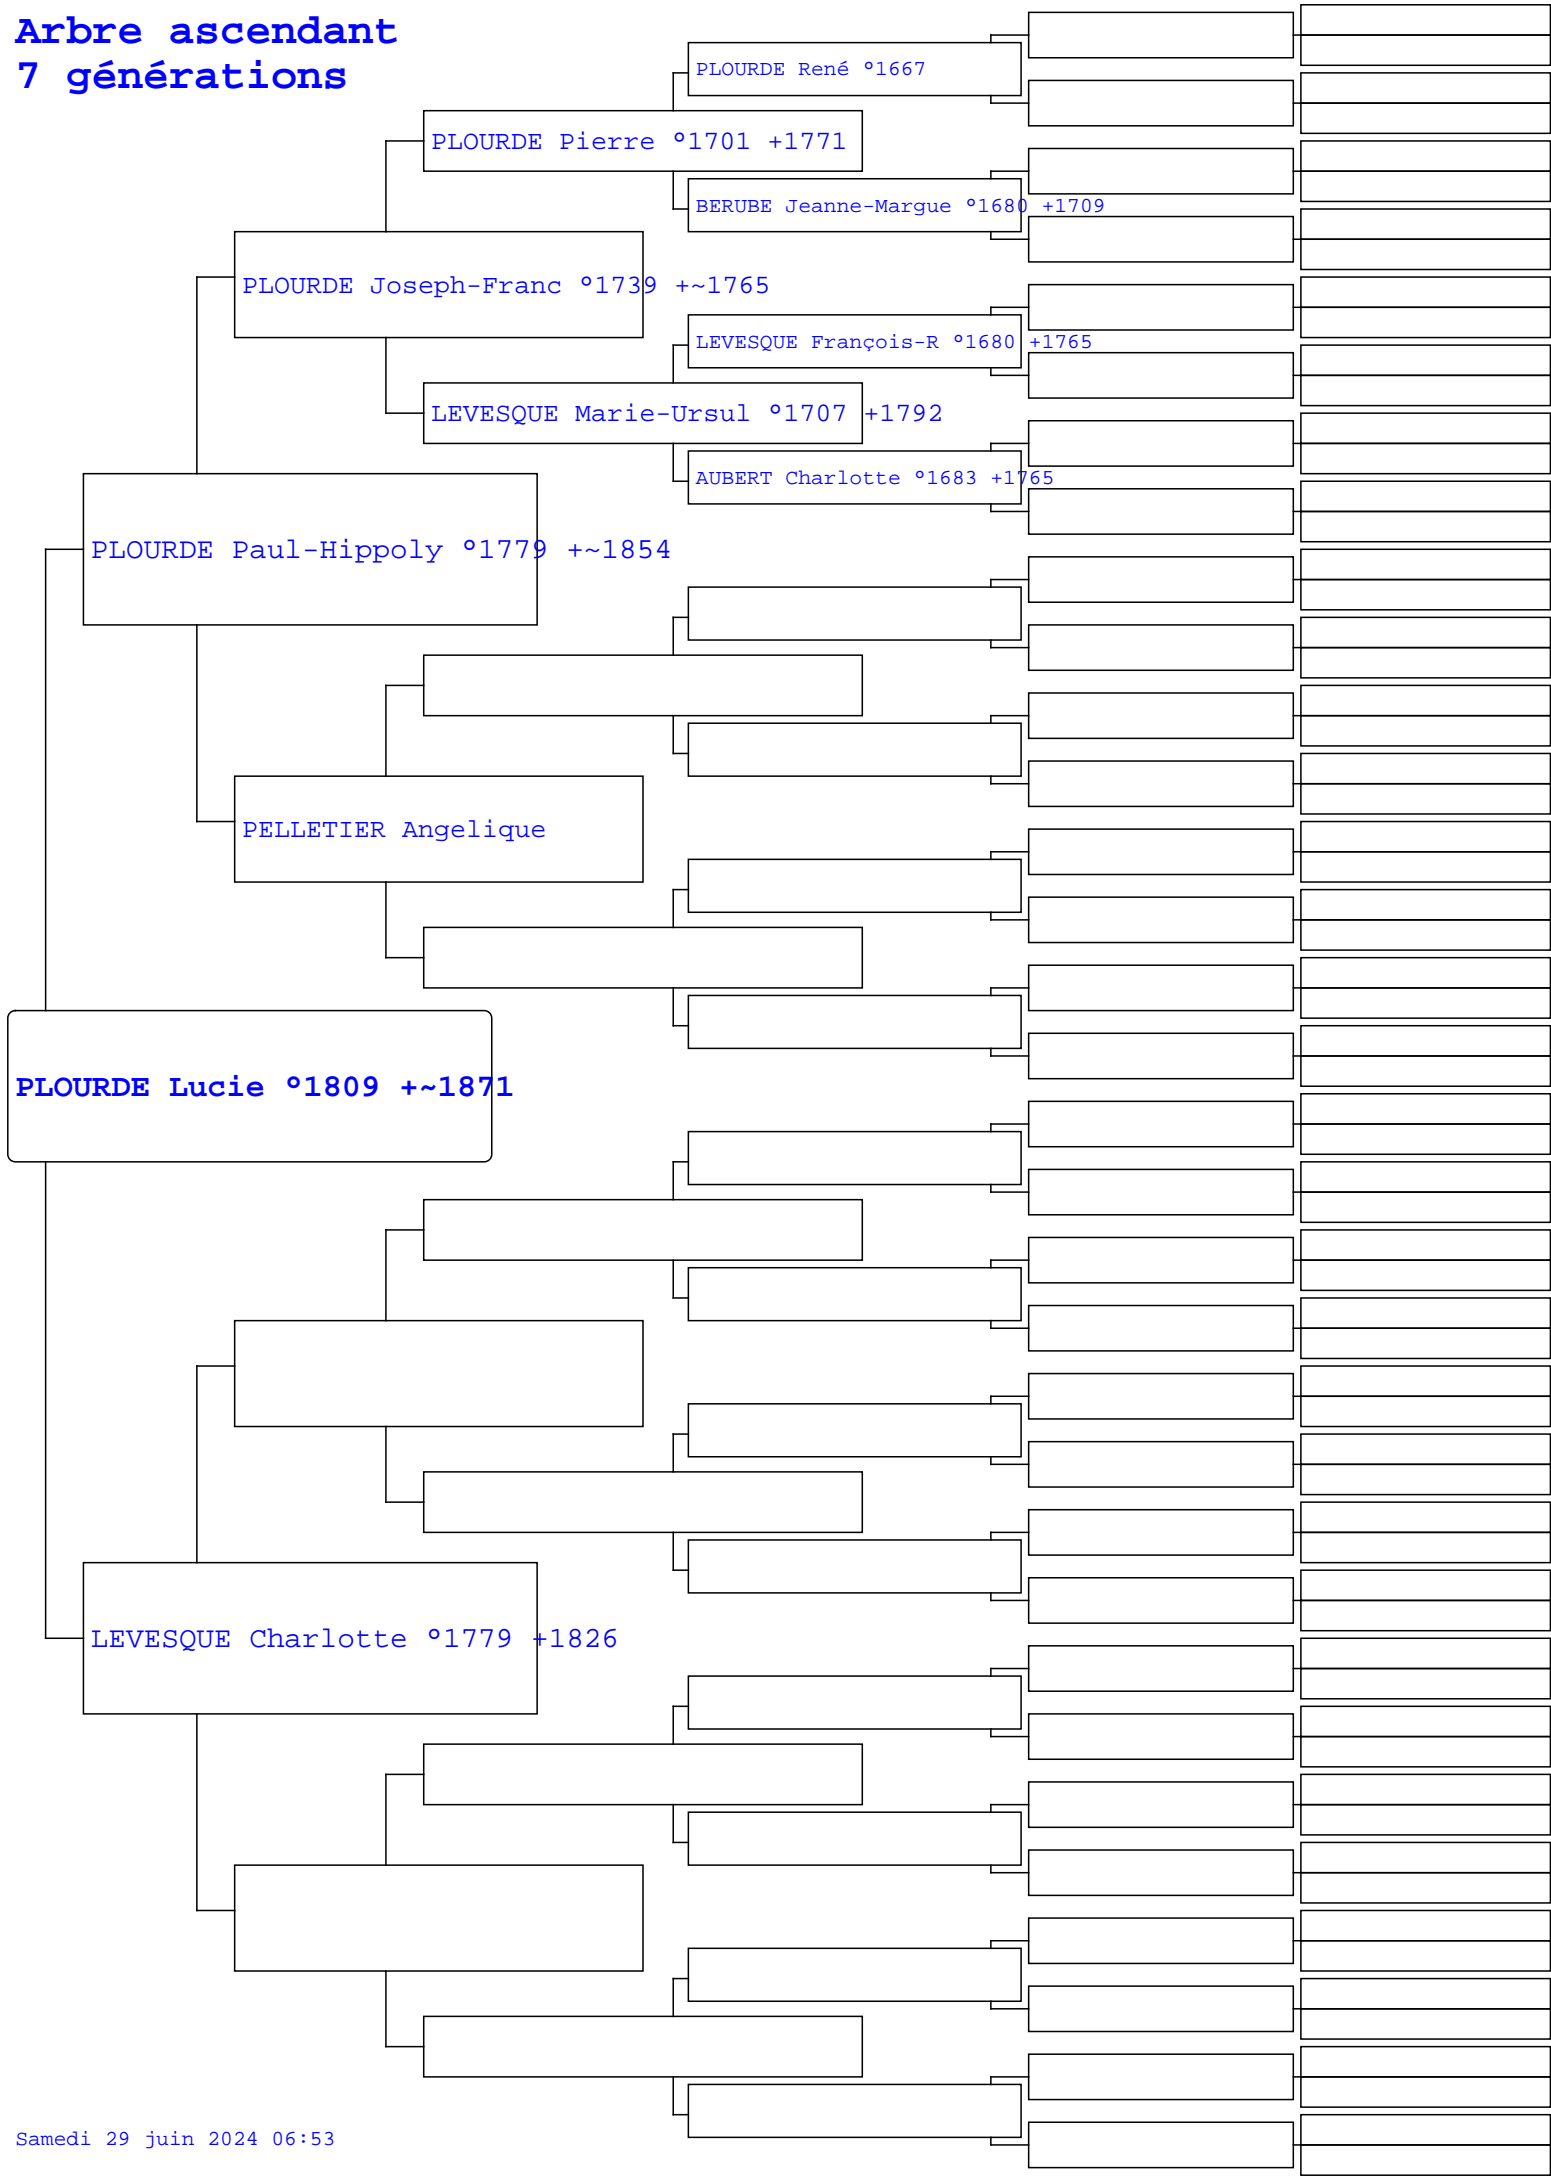 Arbre ascendant
7 générations
PLOURDE René °1667
PLOURDE Pierre °1701 +1771
BERUBE Jeanne-Margue °1680 +1709
PLOURDE Joseph-Franc °1739 +~1765
LEVESQUE François-R °1680 +1765
LEVESQUE Marie-Ursul °1707 +1792
AUBERT Charlotte °1683 +1765
PLOURDE Paul-Hippoly °1779 +~1854
PELLETIER Angelique
PLOURDE Lucie °1809 +~1871
LEVESQUE Charlotte °1779 +1826
Samedi 29 juin 2024 06:53